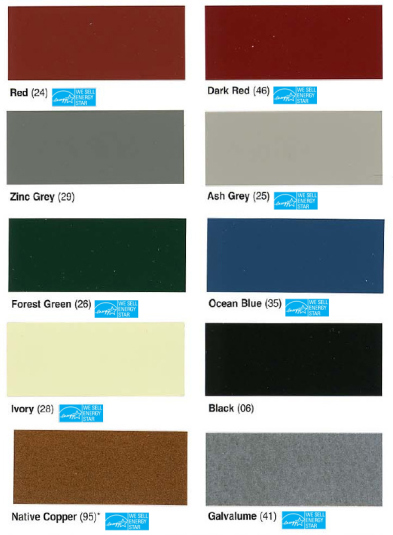 Red (24) WE SELL ENERGY STAR
Dark Red (46) WE SELL ENERGY STAR
Zinc Grey (29)
Ash Grey (25) WE SELL ENERGY STAR
Forest Green (26) WE SELL ENERGY STAR
Ocean Blue (35) WE SELL ENERGY STAR
Ivory (28) WE SELL ENERGY STAR
Black (06)
Native Copper (95)* WE SELL ENERGY STAR
Galvalume (41) WE SELL ENERGY STAR